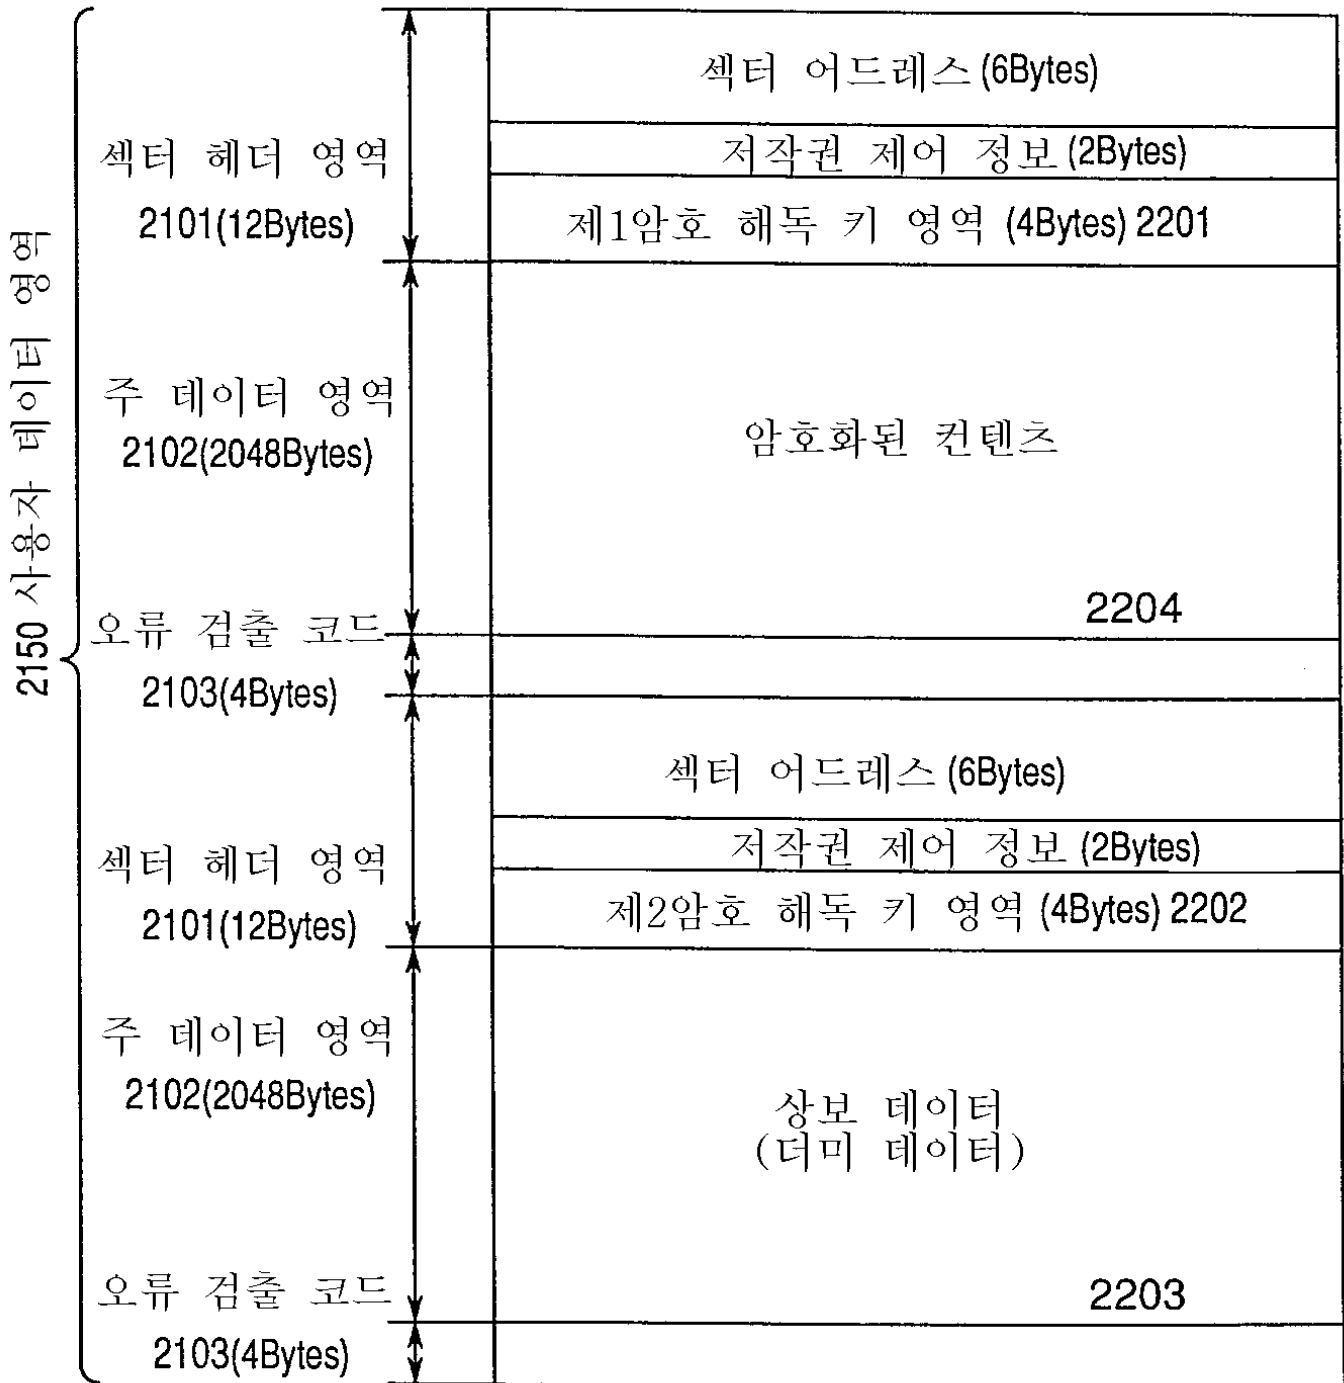 2150 사용자 데이터 영역
섹터 헤더 영역
2101(12Bytes)
섹터 어드레스 (6Bytes)
저작권 제어 정보 (2Bytes)
제1암호 해독 키 영역 (4Bytes) 2201
주 데이터 영역
2102(2048Bytes)
암호화된 컨텐츠
2204
오류 검출 코드
2103(4Bytes)
섹터 헤더 영역
2101(12Bytes)
섹터 어드레스 (6Bytes)
저작권 제어 정보 (2Bytes)
제2암호 해독 키 영역 (4Bytes) 2202
주 데이터 영역
2102(2048Bytes)
상보 데이터
(더미 데이터)
2203
오류 검출 코드
2103(4Bytes)